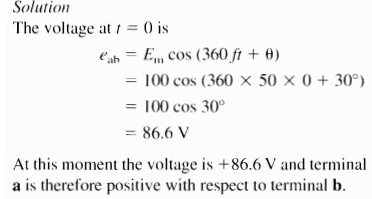 Solution
The voltage at t = 0 is
e_ab = E_m cos (360 ft + θ)
= 100 cos (360 × 50 × 0 + 30°)
= 100 cos 30°
= 86.6 V
At this moment the voltage is +86.6 V and terminal
a is therefore positive with respect to terminal b.